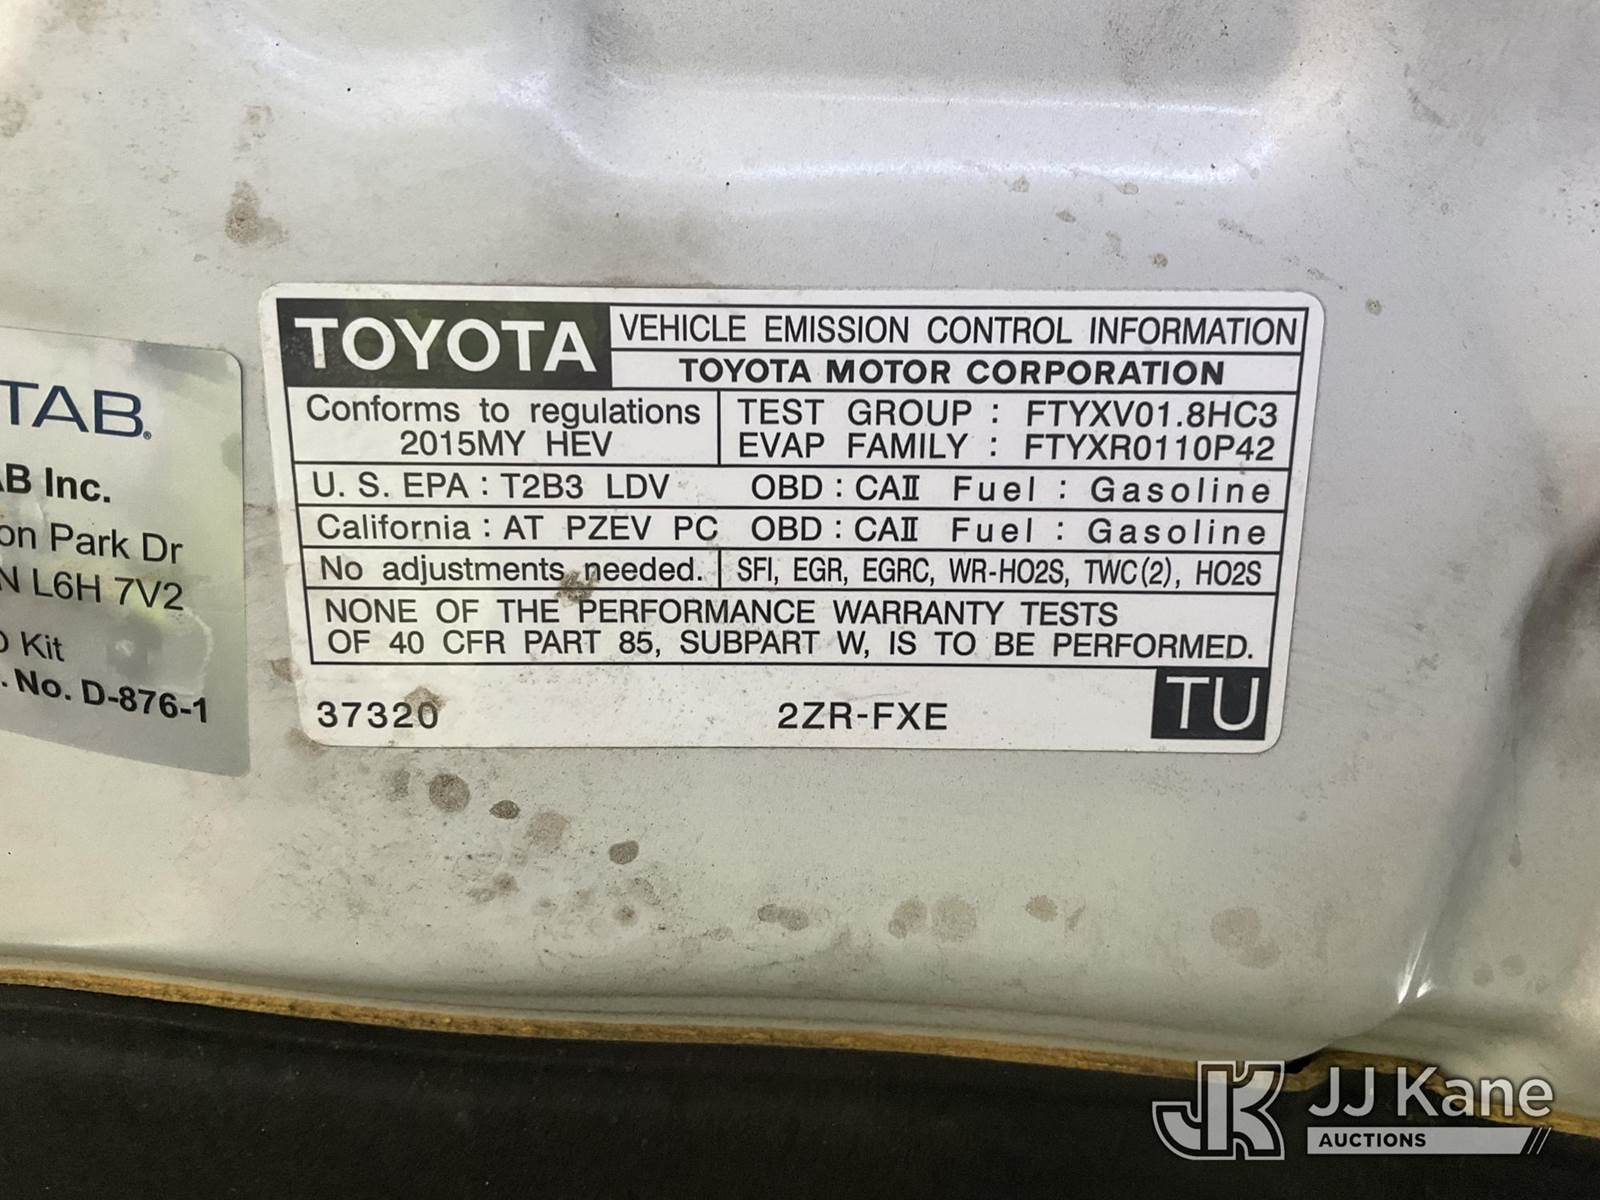 TOYOTA
VEHICLE EMISSION CONTROL INFORMATION
TOYOTA MOTOR CORPORATION
Conforms to regulations
2015MY HEV
TEST GROUP : FTYXV01.8HC3
EVAP FAMILY : FTYXR0110P42
U. S. EPA : T2B3 LDV OBD : CAII Fuel : Gasoline
California : AT PZEV PC OBD : CAII Fuel : Gasoline
No adjustments needed. SFI, EGR, EGRC, WR-HO2S, TWC(2), HO2S
NONE OF THE PERFORMANCE WARRANTY TESTS
OF 40 CFR PART 85, SUBPART W, IS TO BE PERFORMED.
37320 2ZR-FXE TU
TAB®
B Inc.
on Park Dr
N L6H 7V2
Kit
. No. D-876-1
JK JJ Kane
AUCTIONS